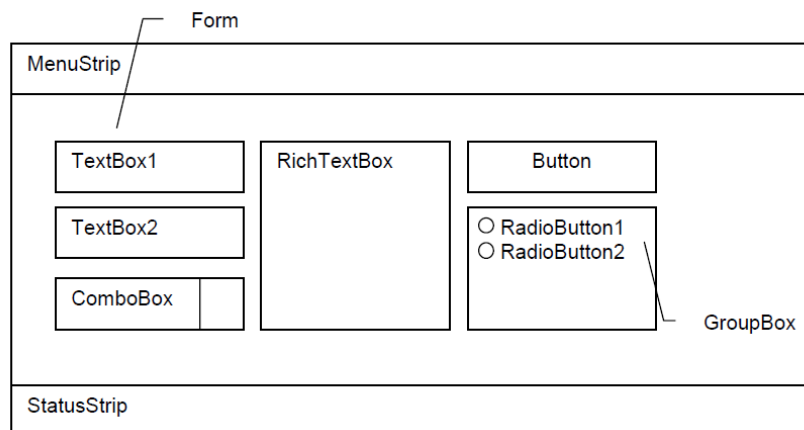 Form
MenuStrip
TextBox1
RichTextBox
Button
TextBox2
RadioButton1
RadioButton2
ComboBox
GroupBox
StatusStrip